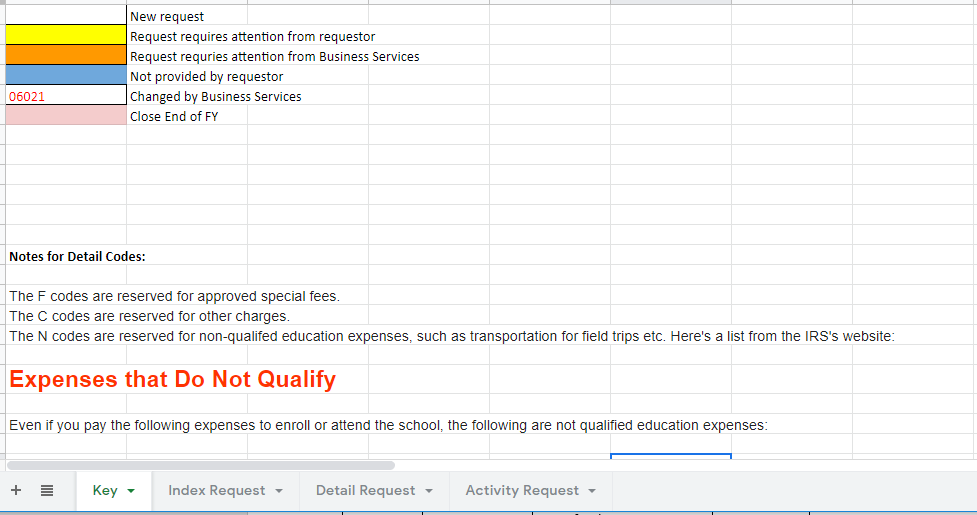 New request
Request requires attention from requestor
Request requries attention from Business Services
Not provided by requestor
06021 Changed by Business Services
Close End of FY
Notes for Detail Codes:
The F codes are reserved for approved special fees.
The C codes are reserved for other charges.
The N codes are reserved for non-qualifed education expenses, such as transportation for field trips etc. Here's a list from the IRS's website:
Expenses that Do Not Qualify
Even if you pay the following expenses to enroll or attend the school, the following are not qualified education expenses:
Key Index Request Detail Request Activity Request